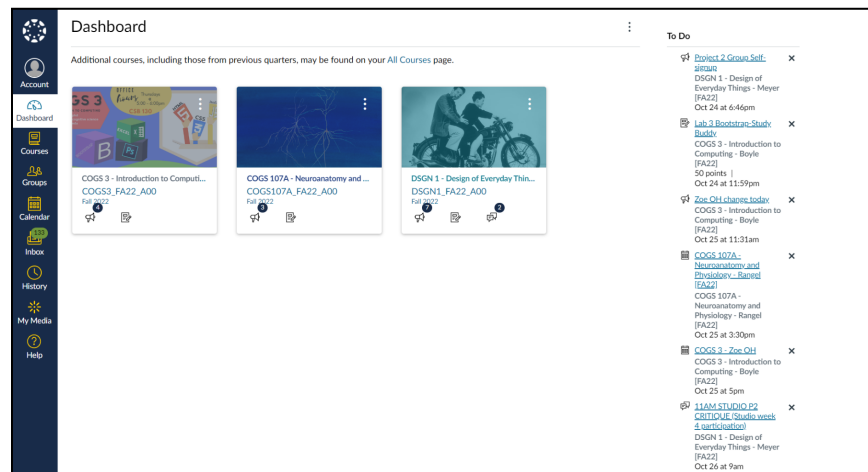 Dashboard
Additional courses, including those from previous quarters, may be found on your All Courses page.
Account
Dashboard
Courses
Groups
Calendar
133
Inbox
History
My Media
Help
COGS 3
OFFICE
hours
Thursdays
CSB 130
COGS 3 - Introduction to Computi...
COGS3_FA22_A00
Fall 2022
4
COGS 107A - Neuroanatomy and ...
COGS107A_FA22_A00
Fall 2022
3
DSGN 1 - Design of Everyday Thin...
DSGN1_FA22_A00
Fall 2022
7
2
To Do
Project 2 Group Self-
signup
DSGN 1 - Design of
Everyday Things - Meyer
[FA22]
Oct 24 at 6:46pm
Lab 3 Bootstrap-Study
Buddy
COGS 3 - Introduction to
Computing - Boyle
[FA22]
50 points |
Oct 24 at 11:59pm
Zoe OH change today
COGS 3 - Introduction to
Computing - Boyle
[FA22]
Oct 25 at 11:31am
COGS 107A -
Neuroanatomy and
Physiology - Rangel
[FA22]
COGS 107A -
Neuroanatomy and
Physiology - Rangel
[FA22]
Oct 25 at 3:30pm
COGS 3 - Zoe OH
COGS 3 - Introduction to
Computing - Boyle
[FA22]
Oct 25 at 5pm
11AM STUDIO P2
CRITIQUE (Studio week
4 participation)
DSGN 1 - Design of
Everyday Things - Meyer
[FA22]
Oct 26 at 9am